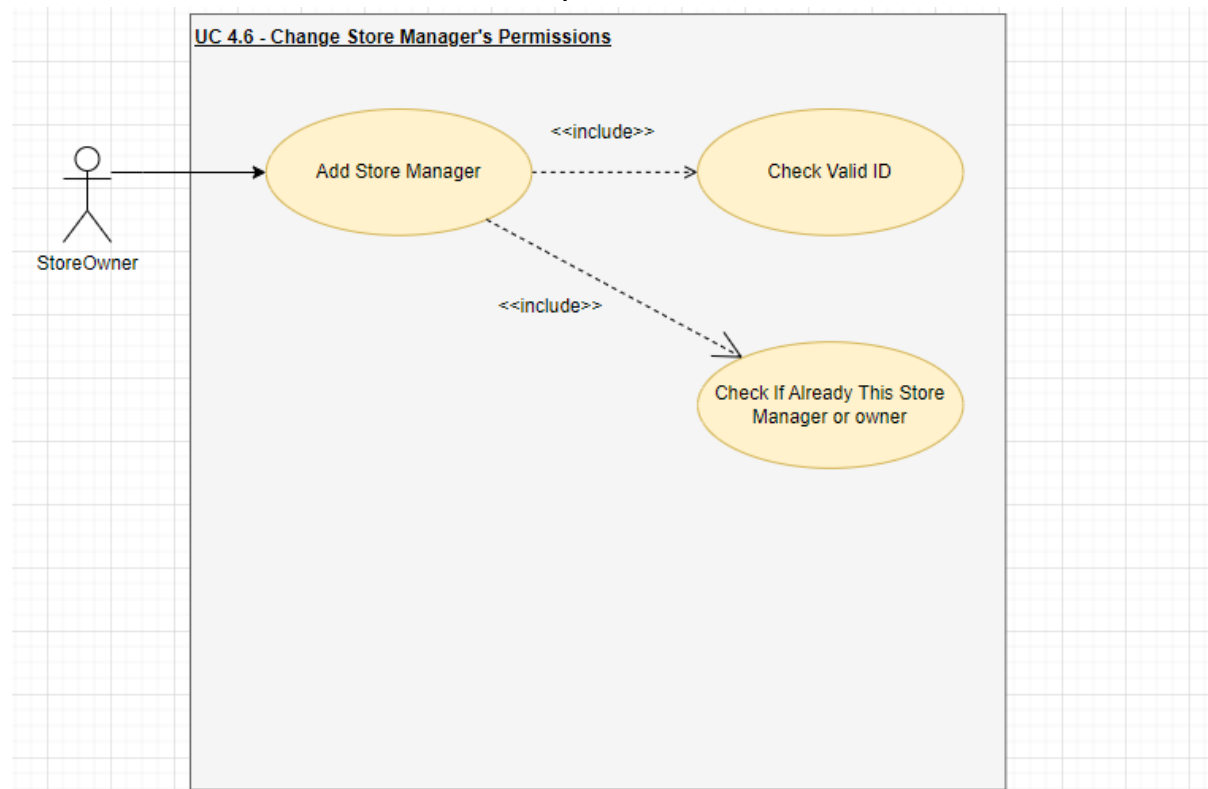 UC 4.6 - Change Store Manager's Permissions
<<include>>
Add Store Manager
Check Valid ID
StoreOwner
<<include>>
Check If Already This Store
Manager or owner